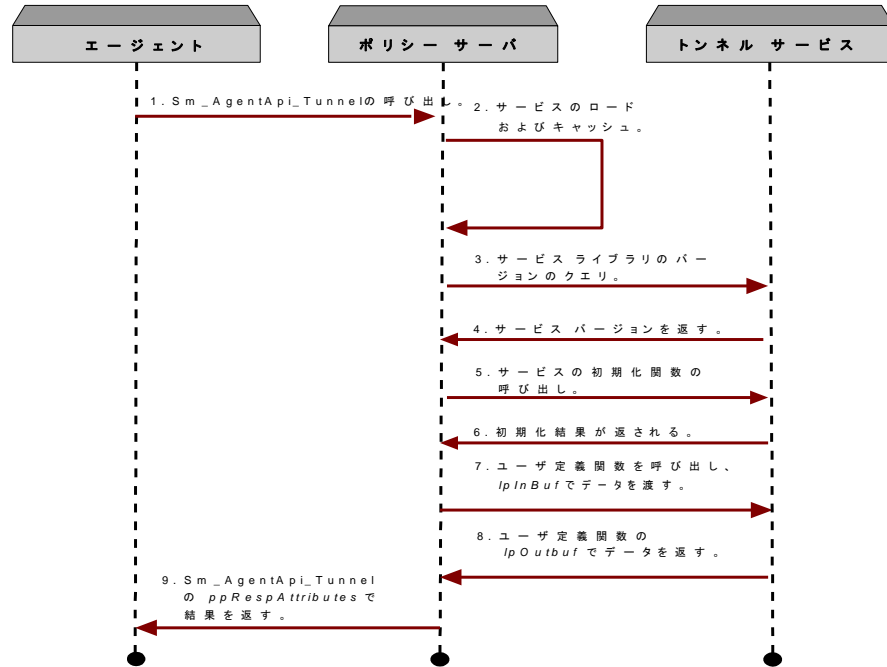 エージェント
ポリシー サーバ
トンネル サービス
1. Sm_AgentApi_Tunnelの呼び出し。
2. サービスのロード
およびキャッシュ。
3. サービス ライブラリのバー
ジョンのクエリ。
4. サービス バージョンを返す。
5. サービスの初期化関数の
呼び出し。
6. 初期化結果が返される。
7. ユーザ定義関数を呼び出し、
lpInBufでデータを渡す。
8. ユーザ定義関数の
lpOutbufでデータを返す。
9. Sm_AgentApi_Tunnel
の ppRespAttributesで
結果を返す。